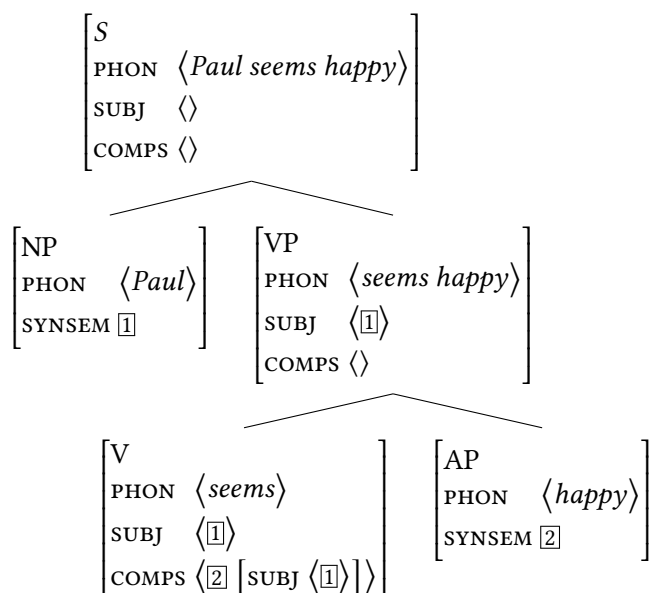 S
PHON ⟨Paul seems happy⟩
SUBJ ⟨⟩
COMPS ⟨⟩
NP
PHON ⟨Paul⟩
SYNSEM 1
VP
PHON ⟨seems happy⟩
SUBJ ⟨1⟩
COMPS ⟨⟩
V
PHON ⟨seems⟩
SUBJ ⟨1⟩
COMPS ⟨2 [SUBJ ⟨1⟩]⟩
AP
PHON ⟨happy⟩
SYNSEM 2